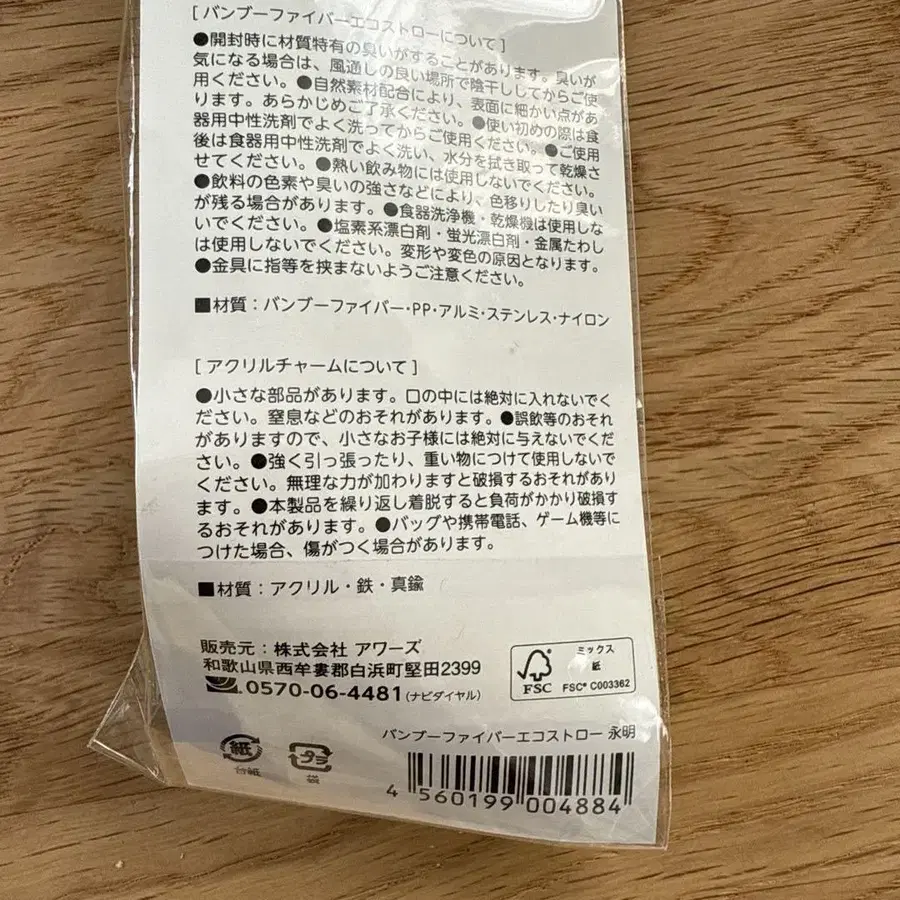 [バンブーファイバーエコストローについて]
●開封時に材質特有の臭いがすることがあります。臭いが
気になる場合は、風通しの良い場所で陰干ししてからご使
用ください。●自然素材配合により、表面に細かい点があ
ります。あらかじめご了承ください。●使い初めの際は食
器用中性洗剤でよく洗ってからご使用ください。●ご使用
後は食器用中性洗剤でよく洗い、水分を拭き取って乾燥さ
せてください。●熱い飲み物には使用しないでください。
●飲料の色素や臭いの強さなどにより、色移りしたり臭い
が残る場合があります。●食器洗浄機・乾燥機は使用しな
いでください。●塩素系漂白剤・蛍光漂白剤・金属たわし
は使用しないでください。変形や変色の原因となります。
●金具に指等を挟まないようご注意ください。
■材質：バンブーファイバー・PP・アルミ・ステンレス・ナイロン
[アクリルチャームについて]
●小さな部品があります。口の中には絶対に入れないでく
ださい。窒息などのおそれがあります。●誤飲等のおそれ
がありますので、小さなお子様には絶対に与えないでくだ
さい。●強く引っ張ったり、重い物につけて使用しないで
ください。無理な力が加わりますと破損するおそれがあり
ます。●本製品を繰り返し着脱すると負荷がかかり破損す
るおそれがあります。●バッグや携帯電話、ゲーム機等に
つけた場合、傷がつく場合があります。
■材質：アクリル・鉄・真鍮
販売元：株式会社 アワーズ
和歌山県西牟婁郡白浜町堅田2399
0570-06-4481(ナビダイヤル)
ミックス
紙
FSC
FSC® C003362
バンブーファイバーエコストロー 永明
紙
台紙
プラ
袋
4 560199 004884